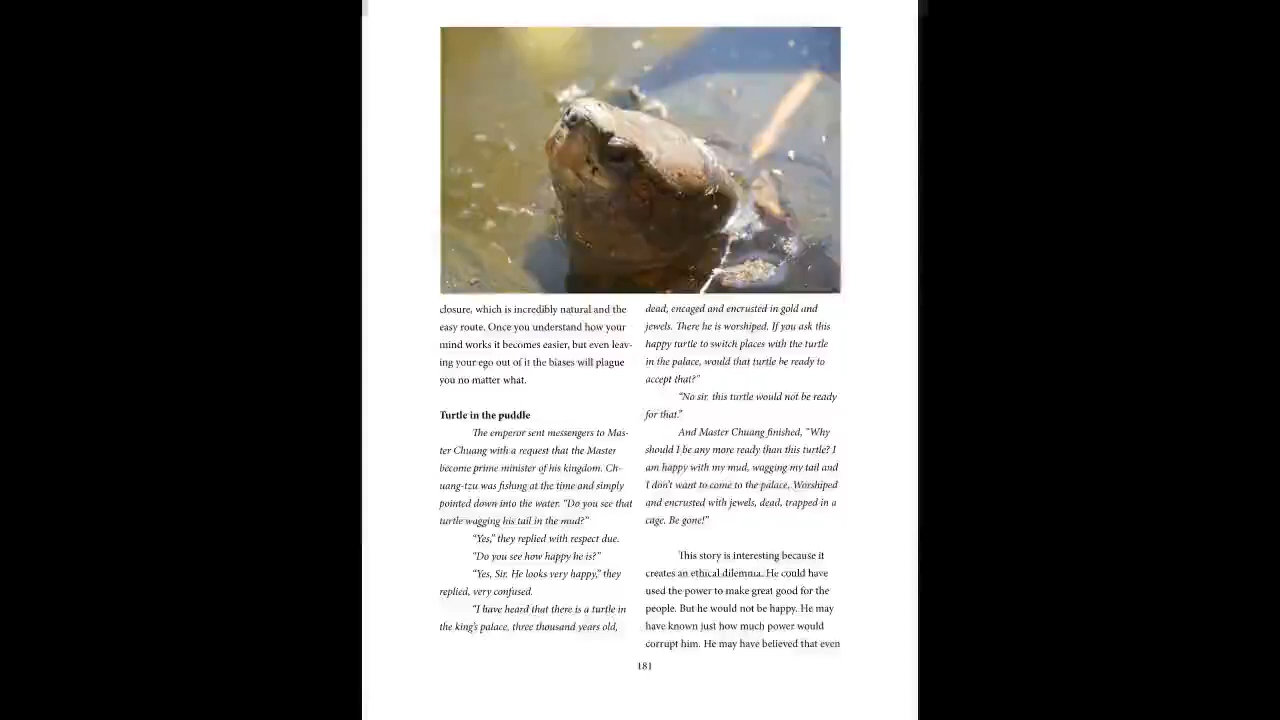 closure, which is incredibly natural and the
easy route. Once you understand how your
mind works it becomes easier, but even leav-
ing your ego out of it the biases will plague
you no matter what.
Turtle in the puddle
The emperor sent messengers to Mas-
ter Chuang with a request that the Master
become prime minister of his kingdom. Ch-
uang-tzu was fishing at the time and simply
pointed down into the water. “Do you see that
turtle wagging his tail in the mud?”
“Yes,” they replied with respect due.
“Do you see how happy he is?”
“Yes, Sir. He looks very happy,” they
replied, very confused.
“I have heard that there is a turtle in
the king’s palace, three thousand years old,
dead, encaged and encrusted in gold and
jewels. There he is worshiped. If you ask this
happy turtle to switch places with the turtle
in the palace, would that turtle be ready to
accept that?”
“No sir, this turtle would not be ready
for that.”
And Master Chuang finished, “Why
should I be any more ready than this turtle? I
am happy with my mud, wagging my tail and
I don’t want to come to the palace. Worshiped
and encrusted with jewels, dead, trapped in a
cage. Be gone!”
This story is interesting because it
creates an ethical dilemma. He could have
used the power to make great good for the
people. But he would not be happy. He may
have known just how much power would
corrupt him. He may have believed that even
181